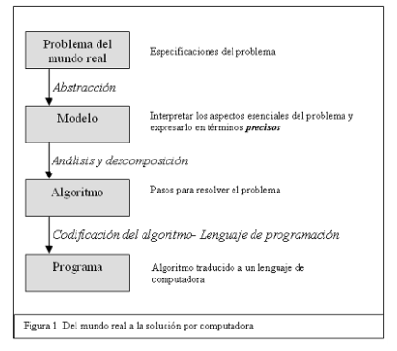 Problema del
mundo real
Especificaciones del problema
Abstracción
Modelo
Interpretar los aspectos esenciales del problema y
expresarlo en términos precisos
Análisis y descomposición
Algoritmo
Pasos para resolver el problema
Codificación del algoritmo- Lenguaje de programación
Programa
Algoritmo traducido a un lenguaje de
computadora
Figura 1 Del mundo real a la solución por computadora